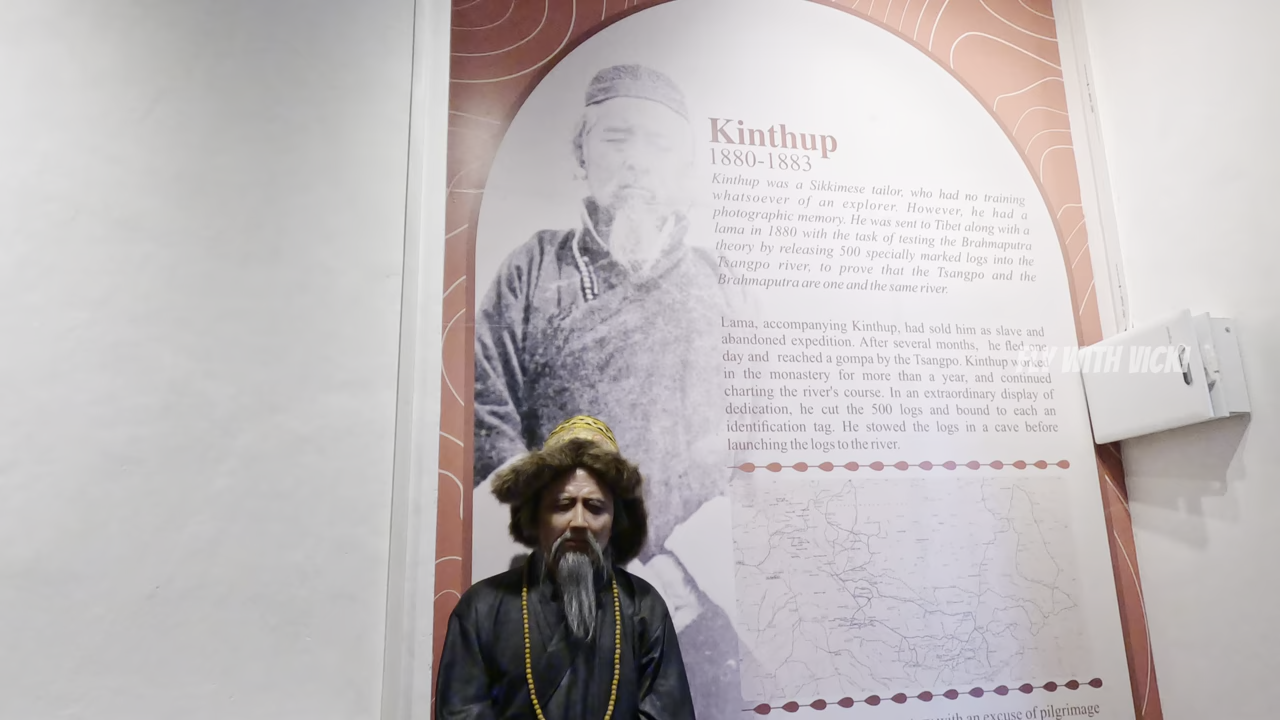 Kinthup
1880-1883
Kinthup was a Sikkimese tailor, who had no training
whatsoever of an explorer. However, he had a
photographic memory. He was sent to Tibet along with a
lama in 1880 with the task of testing the Brahmaputra
theory by releasing 500 specially marked logs into the
Tsangpo river, to prove that the Tsangpo and the
Brahmaputra are one and the same river.
Lama, accompanying Kinthup, had sold him as slave and
abandoned expedition. After several months, he fled one
day and reached a gompa by the Tsangpo. Kinthup worked
in the monastery for more than a year, and continued
charting the river's course. In an extraordinary display of
dedication, he cut the 500 logs and bound to each an
identification tag. He stowed the logs in a cave before
launching the logs to the river.
FLY WITH VICKI
with an excuse of pilgrimage